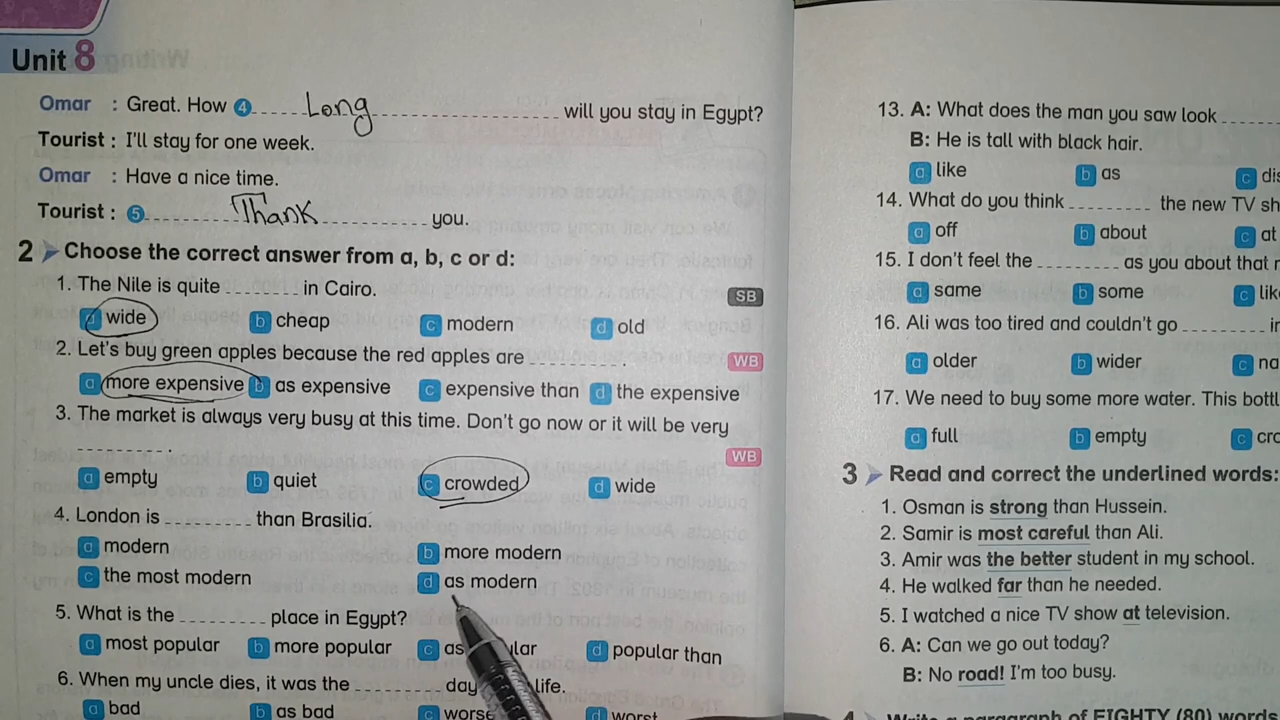 Unit 8
Omar : Great. How 4 Long will you stay in Egypt?
Tourist : I'll stay for one week.
Omar : Have a nice time.
Tourist : 5 Thank you.
2 Choose the correct answer from a, b, c or d:
1. The Nile is quite ........ in Cairo. SB
a wide b cheap c modern d old
2. Let's buy green apples because the red apples are ........ . WB
a more expensive b as expensive c expensive than d the expensive
3. The market is always very busy at this time. Don't go now or it will be very
........ WB
a empty b quiet c crowded d wide
4. London is ........ than Brasilia.
a modern b more modern
c the most modern d as modern
5. What is the ........ place in Egypt?
a most popular b more popular c as d popular than
6. When my uncle dies, it was the ........ day life.
a bad b as bad c worse d worst
13. A: What does the man you saw look ........
B: He is tall with black hair.
a like b as c
14. What do you think ........ the new TV
a off b about c at
15. I don't feel the ........ as you about that
a same b some c
16. Ali was too tired and couldn't go ........
a older b wider c
17. We need to buy some more water. This
a full b empty c
3 Read and correct the underlined words:
1. Osman is strong than Hussein.
2. Samir is most careful than Ali.
3. Amir was the better student in my school.
4. He walked far than he needed.
5. I watched a nice TV show at television.
6. A: Can we go out today?
B: No road! I'm too busy.
4 Write a paragraph of EIGHTY (80) words